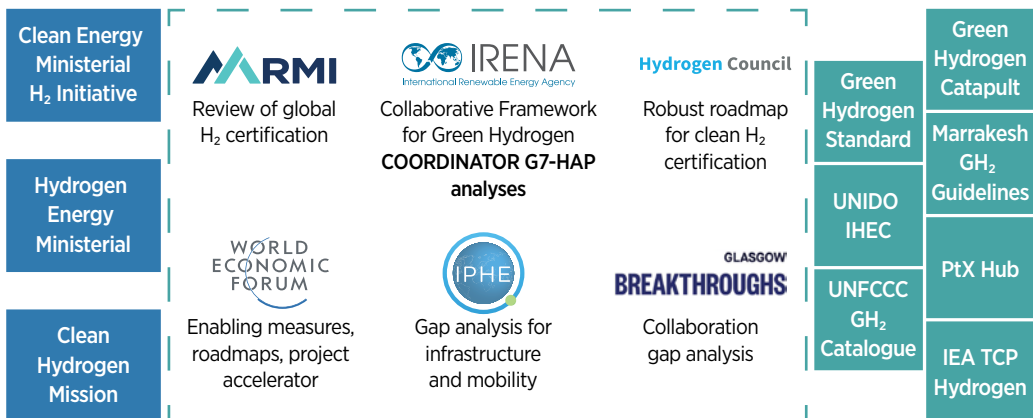 Clean Energy
Ministerial
H₂ Initiative
Hydrogen
Energy
Ministerial
Clean
Hydrogen
Mission
RMI
Review of global
H₂ certification
IRENA
International Renewable Energy Agency
Collaborative Framework
for Green Hydrogen
COORDINATOR G7-HAP
analyses
Hydrogen Council
Robust roadmap
for clean H₂
certification
WORLD
ECONOMIC
FORUM
Enabling measures,
roadmaps, project
accelerator
IPHE
Gap analysis for
infrastructure
and mobility
GLASGOW
BREAKTHROUGHS
Collaboration
gap analysis
Green
Hydrogen
Standard
UNIDO
IHEC
UNFCCC
GH₂
Catalogue
Green
Hydrogen
Catapult
Marrakesh
GH₂
Guidelines
PtX Hub
IEA TCP
Hydrogen